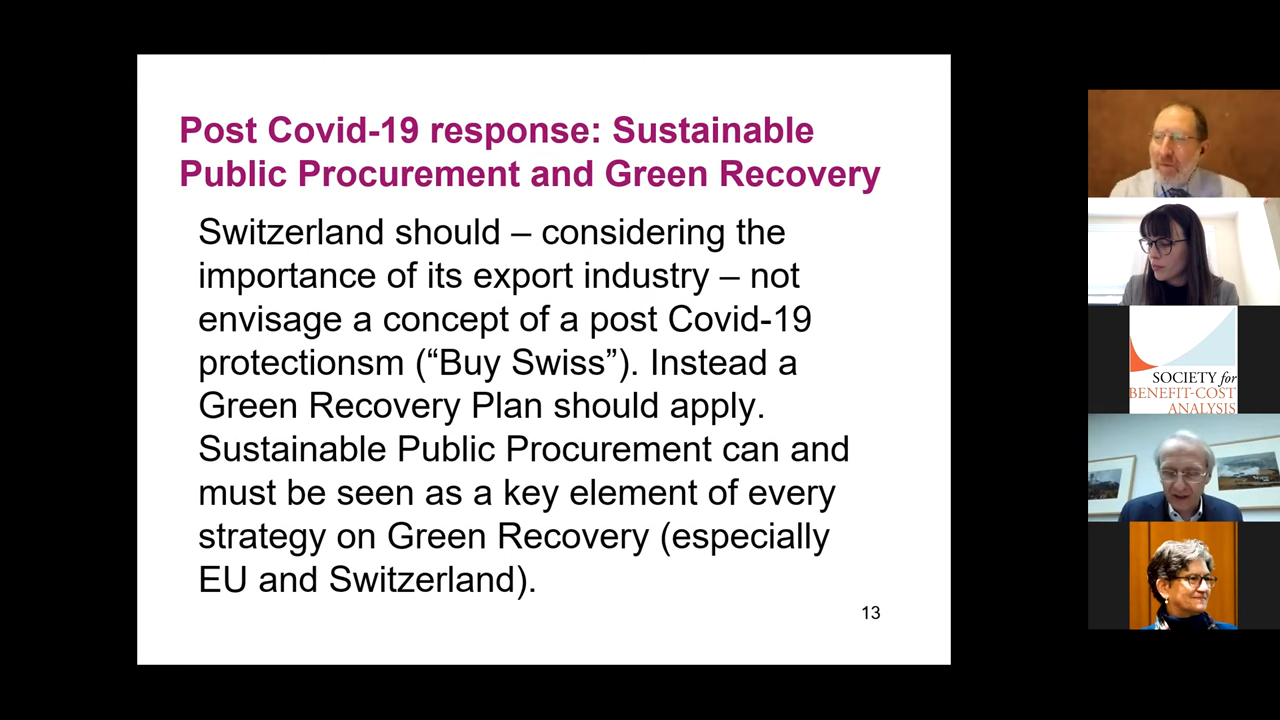 Post Covid-19 response: Sustainable
Public Procurement and Green Recovery
Switzerland should – considering the
importance of its export industry – not
envisage a concept of a post Covid-19
protectionsm (“Buy Swiss”). Instead a
Green Recovery Plan should apply.
Sustainable Public Procurement can and
must be seen as a key element of every
strategy on Green Recovery (especially
EU and Switzerland).
13
SOCIETY for
BENEFIT-COST
ANALYSIS